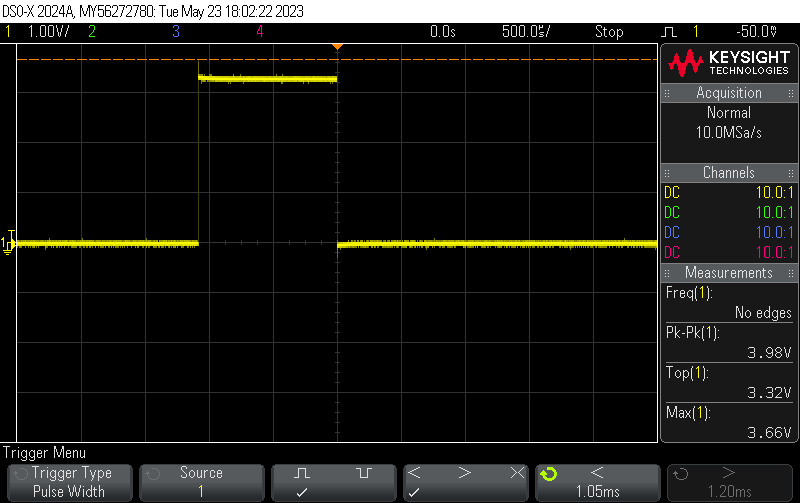 DSO-X 2024A, MY56272780: Tue May 23 18:02:22 2023
1 1.00V/ 2 3 4 0.0s 500.0us/ Stop 1 -50.0V
KEYSIGHT
TECHNOLOGIES
Acquisition
Normal
10.0MSa/s
Channels
DC 10.0:1
DC 10.0:1
DC 10.0:1
DC 10.0:1
Measurements
Freq(1):
No edges
Pk-Pk(1):
3.98V
Top(1):
3.32V
Max(1):
3.66V
1
T
Trigger Menu
Trigger Type
Pulse Width
Source
1
< > ><
<
1.05ms
>
1.20ms